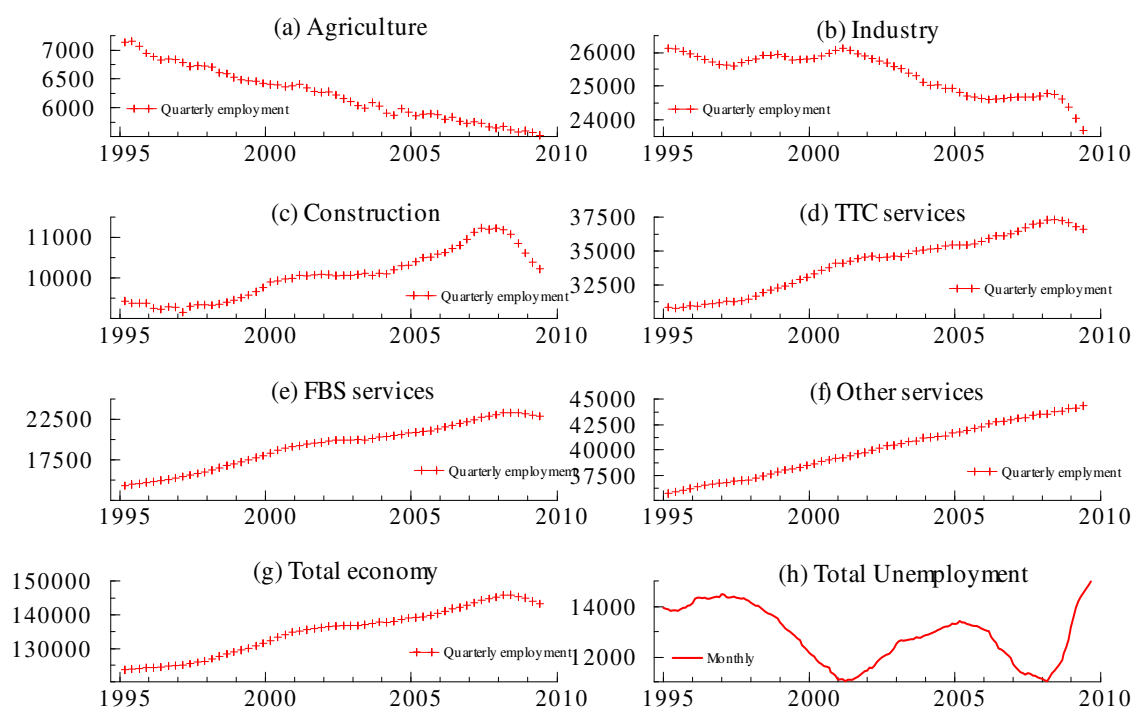 (a) Agriculture
7000
6500
6000
Quarterly employment
1995 2000 2005 2010
(b) Industry
26000
25000
24000
Quarterly employment
1995 2000 2005 2010
(c) Construction
11000
10000
Quarterly employment
1995 2000 2005 2010
(d) TTC services
37500
35000
32500
Quarterly employment
1995 2000 2005 2010
(e) FBS services
22500
17500
Quarterly employment
1995 2000 2005 2010
(f) Other services
45000
42500
40000
37500
Quarterly emplyment
1995 2000 2005 2010
(g) Total economy
150000
140000
130000
Quarterly employment
1995 2000 2005 2010
(h) Total Unemployment
14000
12000
Monthly
1995 2000 2005 2010